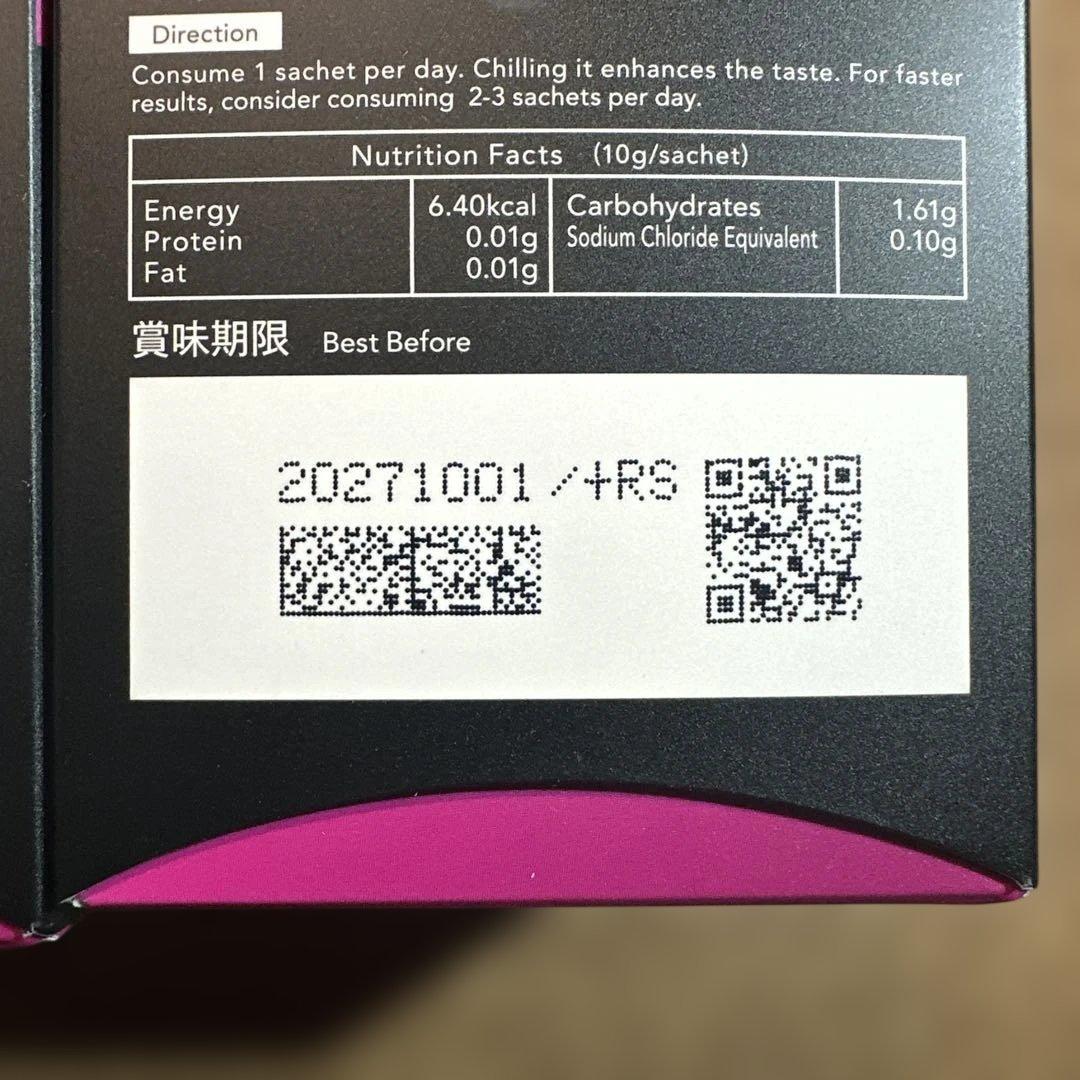 Direction
Consume 1 sachet per day. Chilling it enhances the taste. For faster
results, consider consuming 2-3 sachets per day.
Nutrition Facts (10g/sachet)
Energy 6.40kcal Carbohydrates 1.61g
Protein 0.01g Sodium Chloride Equivalent 0.10g
Fat 0.01g
賞味期限 Best Before
20271001 /+RS